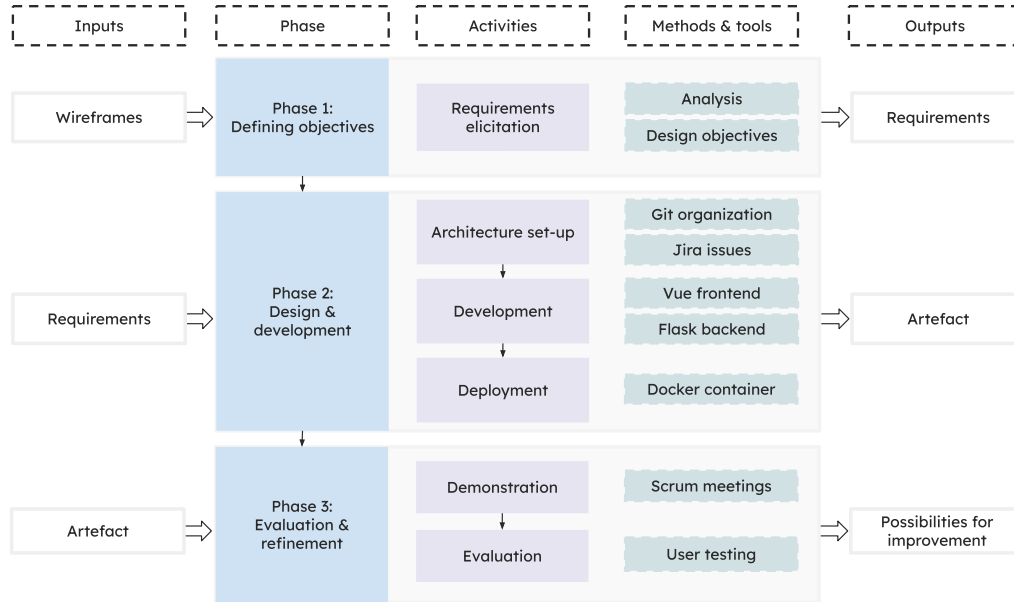 Inputs
Phase
Activities
Methods & tools
Outputs
Wireframes
Phase 1:
Defining objectives
Requirements
elicitation
Analysis
Design objectives
Requirements
Requirements
Phase 2:
Design &
development
Architecture set-up
Development
Deployment
Git organization
Jira issues
Vue frontend
Flask backend
Docker container
Artefact
Artefact
Phase 3:
Evaluation &
refinement
Demonstration
Evaluation
Scrum meetings
User testing
Possibilities for
improvement